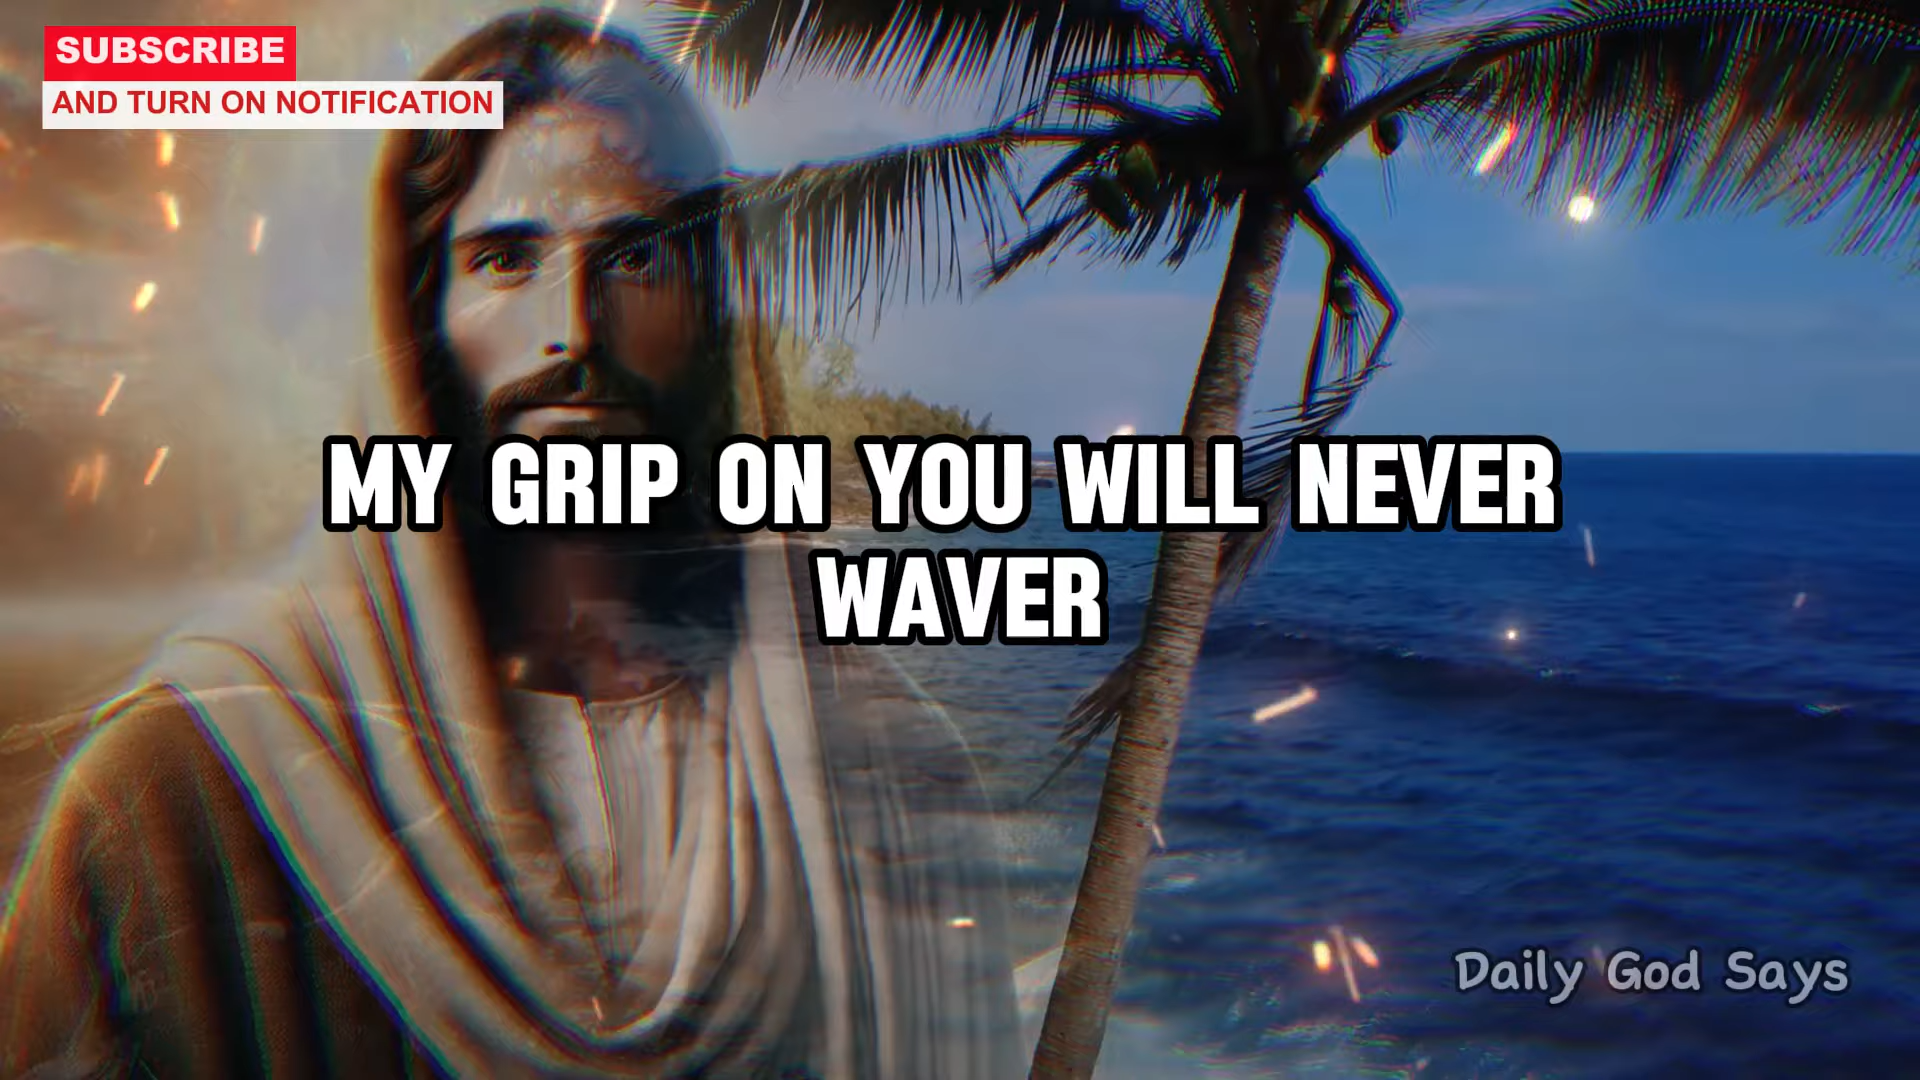 SUBSCRIBE
AND TURN ON NOTIFICATION
MY GRIP ON YOU WILL NEVER
WAVER
Daily God Says